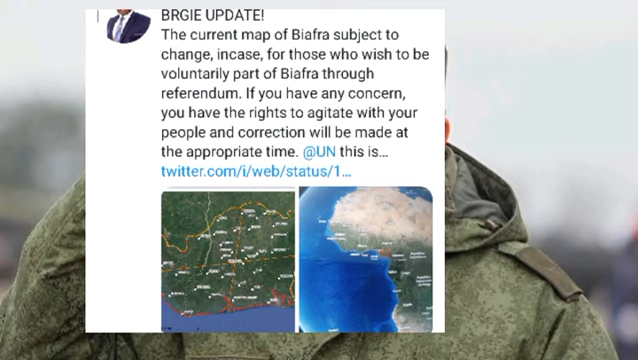 BRGIE UPDATE!
The current map of Biafra subject to
change, incase, for those who wish to be
voluntarily part of Biafra through
referendum. If you have any concern,
you have the rights to agitate with your
people and correction will be made at
the appropriate time. @UN this is...
twitter.com/i/web/status/1...